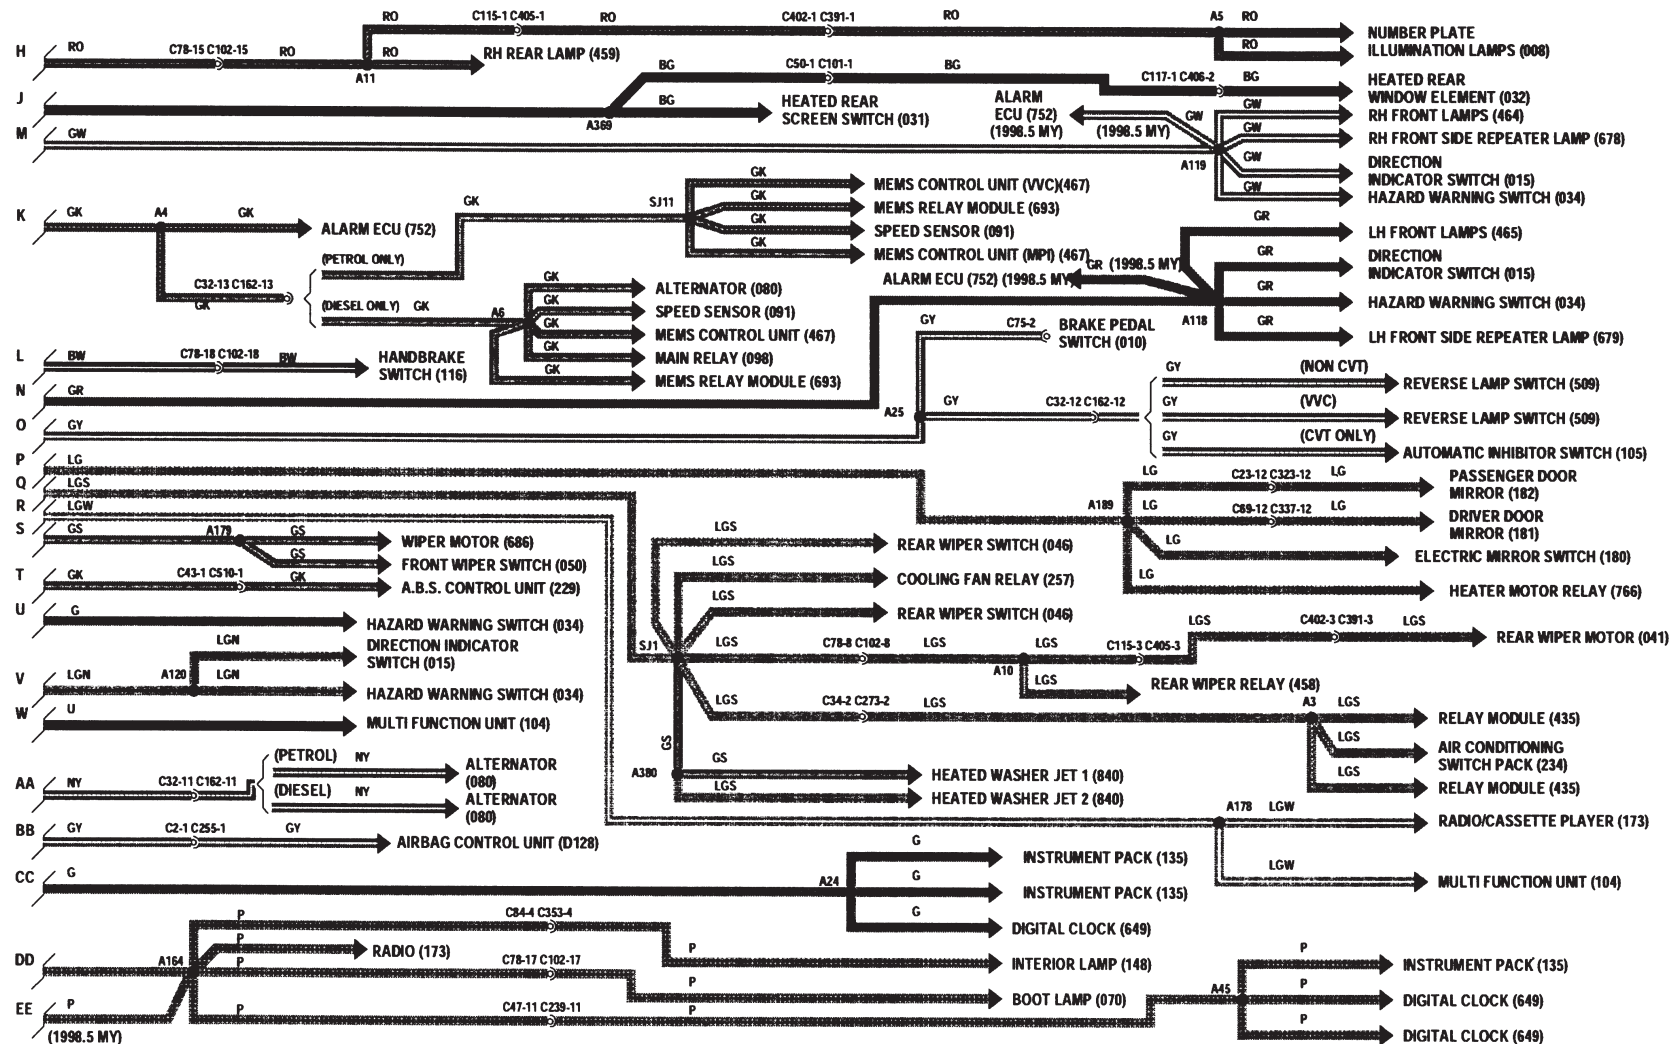 H RO C78-15 C102-15 RO A11 RO RH REAR LAMP (459)
RO C115-1 C405-1 RO C402-1 C391-1 RO A5 RO NUMBER PLATE
RO ILLUMINATION LAMPS (008)
J A369 BG HEATED REAR
SCREEN SWITCH (031)
BG C50-1 C101-1 BG C117-1 C406-2 BG HEATED REAR
WINDOW ELEMENT (032)
M GW A119
ALARM
ECU (752)
(1998.5 MY) (1998.5 MY) GW
GW RH FRONT LAMPS (464)
GW RH FRONT SIDE REPEATER LAMP (678)
GW DIRECTION
INDICATOR SWITCH (015)
GW HAZARD WARNING SWITCH (034)
K GK A4 GK ALARM ECU (752)
C32-13 C162-13
GK
(PETROL ONLY) GK SJ11
GK MEMS CONTROL UNIT (VVC)(467)
GK MEMS RELAY MODULE (693)
GK SPEED SENSOR (091)
GK MEMS CONTROL UNIT (MPI) (467)
(DIESEL ONLY) GK A6
GK ALTERNATOR (080)
GK SPEED SENSOR (091)
GK MEMS CONTROL UNIT (467)
GK MAIN RELAY (098)
GK MEMS RELAY MODULE (693)
L BW C78-18 C102-18 BW HANDBRAKE
SWITCH (116)
N GR A118
ALARM ECU (752) (1998.5 MY) GR (1998.5 MY)
GR LH FRONT LAMPS (465)
GR DIRECTION
INDICATOR SWITCH (015)
GR HAZARD WARNING SWITCH (034)
GR LH FRONT SIDE REPEATER LAMP (679)
O GY A25
GY C75-2 BRAKE PEDAL
SWITCH (010)
GY C32-12 C162-12
GY (NON CVT) REVERSE LAMP SWITCH (509)
GY (VVC) REVERSE LAMP SWITCH (509)
GY (CVT ONLY) AUTOMATIC INHIBITOR SWITCH (105)
P LG A189
LG C23-12 C323-12 LG PASSENGER DOOR
MIRROR (182)
LG C69-12 C337-12 LG DRIVER DOOR
MIRROR (181)
LG ELECTRIC MIRROR SWITCH (180)
LG HEATER MOTOR RELAY (766)
Q LGS SJ1
LGS REAR WIPER SWITCH (046)
LGS COOLING FAN RELAY (257)
LGS REAR WIPER SWITCH (046)
LGS C78-8 C102-8 LGS A10 LGS C115-3 C405-3 LGS C402-3 C391-3 LGS REAR WIPER MOTOR (041)
LGS REAR WIPER RELAY (458)
LGS C34-2 C273-2 LGS A3 LGS RELAY MODULE (435)
LGS AIR CONDITIONING
SWITCH PACK (234)
LGS RELAY MODULE (435)
GS A380 GS HEATED WASHER JET 1 (840)
LGS HEATED WASHER JET 2 (840)
R LGW A178 LGW RADIO/CASSETTE PLAYER (173)
LGW MULTI FUNCTION UNIT (104)
S GS A179 GS WIPER MOTOR (686)
GS FRONT WIPER SWITCH (050)
T GK C43-1 C510-1 GK A.B.S. CONTROL UNIT (229)
U G HAZARD WARNING SWITCH (034)
V LGN A120 LGN DIRECTION INDICATOR
SWITCH (015)
LGN HAZARD WARNING SWITCH (034)
W U MULTI FUNCTION UNIT (104)
AA NY C32-11 C162-11
(PETROL) NY ALTERNATOR
(080)
(DIESEL) NY ALTERNATOR
(080)
BB GY C2-1 C255-1 GY AIRBAG CONTROL UNIT (D128)
CC G A24
G INSTRUMENT PACK (135)
G INSTRUMENT PACK (135)
G DIGITAL CLOCK (649)
DD A164
P C84-4 C353-4 P INTERIOR LAMP (148)
P RADIO (173)
P C78-17 C102-17 P BOOT LAMP (070)
P C47-11 C239-11 P A45
P INSTRUMENT PACK (135)
P DIGITAL CLOCK (649)
P DIGITAL CLOCK (649)
EE P
(1998.5 MY)